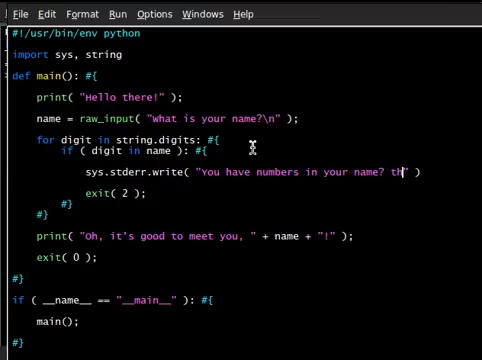 File Edit Format Run Options Windows Help
#!/usr/bin/env python
import sys, string
def main(): #{
print( "Hello there!" );
name = raw_input( "What is your name?\n" );
for digit in string.digits: #{
if ( digit in name ): #{
sys.stderr.write( "You have numbers in your name? th" )
exit( 2 );
#}
#}
print( "Oh, it's good to meet you, " + name + "!" );
exit( 0 );
#}
if ( __name__ == "__main__" ): #{
main();
#}